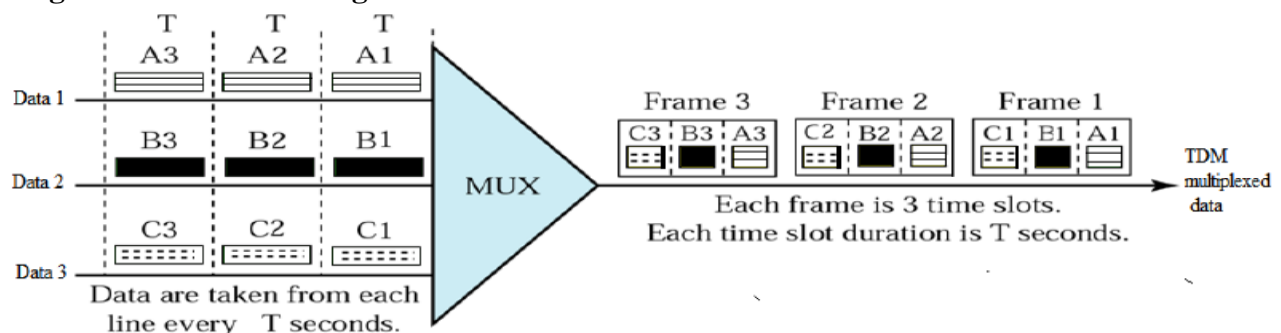 T T T
A3 A2 A1
Data 1
B3 B2 B1
Data 2
C3 C2 C1
Data 3
Data are taken from each
line every T seconds.
MUX
Frame 3 Frame 2 Frame 1
C3 B3 A3 C2 B2 A2 C1 B1 A1
Each frame is 3 time slots.
Each time slot duration is T seconds.
TDM
multiplexed
data